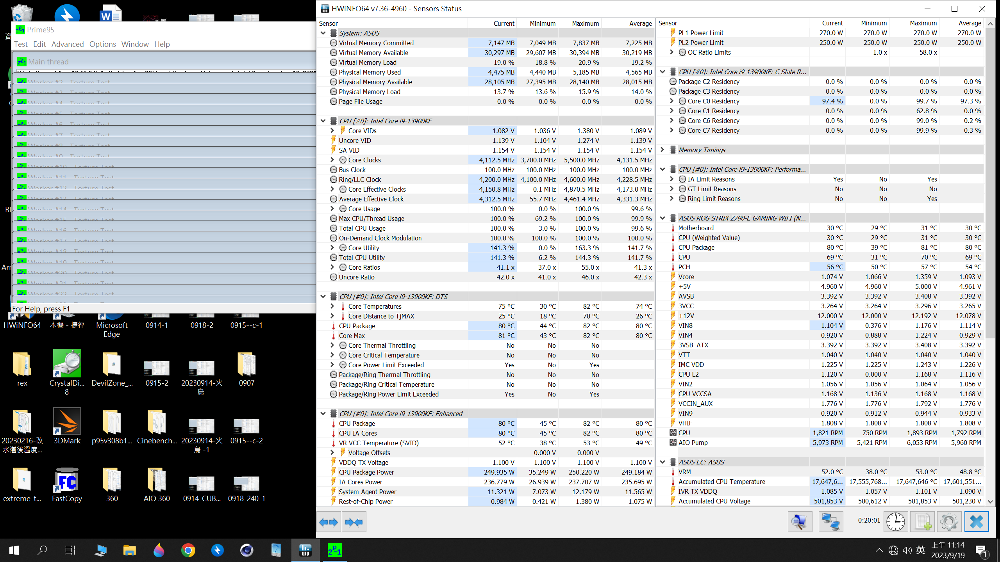 HWiNFO64 v7.36-4960 - Sensors Status
Prime95
Test Edit Advanced Options Window Help
Main thread
Worker #2 - Torture Test
Worker #3 - Torture Test
Worker #4 - Torture Test
Worker #5 - Torture Test
Worker #6 - Torture Test
Worker #7 - Torture Test
Worker #8 - Torture Test
Worker #9 - Torture Test
Worker #10 - Torture Test
Worker #11 - Torture Test
Worker #12 - Torture Test
Worker #13 - Torture Test
Worker #14 - Torture Test
Worker #15 - Torture Test
Worker #16 - Torture Test
Worker #17 - Torture Test
Worker #18 - Torture Test
Worker #19 - Torture Test
Worker #20 - Torture Test
Worker #21 - Torture Test
Worker #22 - Torture Test
For Help, press F1
HWiNFO64
本機 - 捷徑
Microsoft
Edge
0914-1
0918-2
0915--c-1
rex
CrystalDi...
8
DevilZone_...
0915-2
20230914-火
鳥
0907
20230216-改
水道後溫度...
3DMark
p95v308b1...
Cinebench...
20230914-火
鳥 -1
0915--c-2
extreme_t...
FC
FastCopy
360
AIO 360
0914-CUB...
0918-240-1
Sensor Current Minimum Maximum Average
System: ASUS
Virtual Memory Committed 7,147 MB 7,049 MB 7,837 MB 7,225 MB
Virtual Memory Available 30,297 MB 29,607 MB 30,394 MB 30,219 MB
Virtual Memory Load 19.0 % 18.8 % 20.9 % 19.2 %
Physical Memory Used 4,475 MB 4,440 MB 5,185 MB 4,565 MB
Physical Memory Available 28,105 MB 27,395 MB 28,140 MB 28,015 MB
Physical Memory Load 13.7 % 13.6 % 15.9 % 14.0 %
Page File Usage 0.0 % 0.0 % 0.0 % 0.0 %
CPU [#0]: Intel Core i9-13900KF
Core VIDs 1.082 V 1.036 V 1.380 V 1.089 V
Uncore VID 1.139 V 1.104 V 1.274 V 1.139 V
SA VID 1.154 V 1.154 V 1.154 V 1.154 V
Core Clocks 4,112.5 MHz 3,700.0 MHz 5,500.0 MHz 4,131.5 MHz
Bus Clock 100.0 MHz 100.0 MHz 100.0 MHz 100.0 MHz
Ring/LLC Clock 4,200.0 MHz 4,100.0 MHz 4,600.0 MHz 4,228.5 MHz
Core Effective Clocks 4,150.8 MHz 0.1 MHz 4,870.5 MHz 4,173.0 MHz
Average Effective Clock 4,312.5 MHz 55.7 MHz 4,461.4 MHz 4,331.3 MHz
Core Usage 100.0 % 0.0 % 100.0 % 99.6 %
Max CPU/Thread Usage 100.0 % 69.2 % 100.0 % 99.9 %
Total CPU Usage 100.0 % 3.0 % 100.0 % 99.6 %
On-Demand Clock Modulation 100.0 % 100.0 % 100.0 % 100.0 %
Core Utility 141.3 % 0.0 % 163.3 % 141.7 %
Total CPU Utility 141.3 % 6.2 % 144.3 % 141.7 %
Core Ratios 41.1 x 37.0 x 55.0 x 41.3 x
Uncore Ratio 42.0 x 41.0 x 46.0 x 42.3 x
CPU [#0]: Intel Core i9-13900KF: DTS
Core Temperatures 75 °C 30 °C 82 °C 74 °C
Core Distance to TjMAX 25 °C 18 °C 70 °C 26 °C
CPU Package 80 °C 44 °C 82 °C 80 °C
Core Max 81 °C 43 °C 82 °C 80 °C
Core Thermal Throttling No No No
Core Critical Temperature No No No
Core Power Limit Exceeded Yes No Yes
Package/Ring Thermal Throttling No No No
Package/Ring Critical Temperature No No No
Package/Ring Power Limit Exceeded Yes No Yes
CPU [#0]: Intel Core i9-13900KF: Enhanced
CPU Package 80 °C 45 °C 82 °C 80 °C
CPU IA Cores 80 °C 45 °C 82 °C 80 °C
VR VCC Temperature (SVID) 52 °C 38 °C 53 °C 49 °C
Voltage Offsets 0.000 V 0.000 V
VDDQ TX Voltage 1.100 V 1.100 V 1.100 V 1.100 V
CPU Package Power 249.935 W 35.249 W 250.220 W 249.184 W
IA Cores Power 236.779 W 26.939 W 237.707 W 235.695 W
System Agent Power 11.321 W 7.073 W 12.179 W 11.565 W
Rest-of-Chip Power 0.984 W 0.421 W 1.380 W 1.075 W
Sensor Current Minimum Maximum Average
PL1 Power Limit 270.0 W 270.0 W 270.0 W 270.0 W
PL2 Power Limit 250.0 W 250.0 W 250.0 W 250.0 W
OC Ratio Limits 1.0 x 58.0 x
CPU [#0]: Intel Core i9-13900KF: C-State R...
Package C2 Residency 0.0 % 0.0 % 0.0 % 0.0 %
Package C3 Residency 0.0 % 0.0 % 0.0 % 0.0 %
Core C0 Residency 97.4 % 0.0 % 99.7 % 97.3 %
Core C1 Residency 0.0 % 0.0 % 62.8 % 0.0 %
Core C6 Residency 0.0 % 0.0 % 99.0 % 0.2 %
Core C7 Residency 0.0 % 0.0 % 99.9 % 0.3 %
Memory Timings
CPU [#0]: Intel Core i9-13900KF: Performa...
IA Limit Reasons Yes No Yes
GT Limit Reasons No No No
Ring Limit Reasons No No Yes
ASUS ROG STRIX Z790-E GAMING WIFI (N...
Motherboard 30 °C 29 °C 31 °C 30 °C
CPU (Weighted Value) 30 °C 29 °C 31 °C 30 °C
CPU Package 80 °C 39 °C 81 °C 80 °C
CPU 69 °C 31 °C 70 °C 69 °C
PCH 56 °C 50 °C 57 °C 54 °C
Vcore 1.074 V 1.066 V 1.359 V 1.093 V
+5V 4.960 V 4.960 V 5.000 V 4.961 V
AVSB 3.392 V 3.392 V 3.408 V 3.392 V
3VCC 3.264 V 3.264 V 3.296 V 3.265 V
+12V 12.000 V 12.000 V 12.192 V 12.078 V
VIN8 1.104 V 0.376 V 1.176 V 1.114 V
VIN4 0.920 V 0.888 V 1.224 V 0.929 V
3VSB_ATX 3.392 V 3.392 V 3.408 V 3.392 V
VTT 1.040 V 1.040 V 1.040 V 1.040 V
IMC VDD 1.225 V 1.225 V 1.243 V 1.226 V
CPU L2 1.120 V 0.000 V 1.168 V 1.116 V
VIN2 1.056 V 1.056 V 1.064 V 1.056 V
CPU VCCSA 1.168 V 1.136 V 1.168 V 1.168 V
VCCIN_AUX 1.776 V 1.776 V 1.792 V 1.776 V
VIN9 0.920 V 0.912 V 0.944 V 0.933 V
VHIF 1.808 V 1.808 V 1.808 V 1.808 V
CPU 1,821 RPM 750 RPM 1,893 RPM 1,792 RPM
AIO Pump 5,973 RPM 5,421 RPM 6,053 RPM 5,960 RPM
ASUS EC: ASUS
VRM 52.0 °C 38.0 °C 53.0 °C 48.8 °C
Accumulated CPU Temperature 17,647,6... 17,555,768... 17,647,646 °C 17,601,551...
IVR TX VDDQ 1.085 V 1.057 V 1.101 V 1.090 V
Accumulated CPU Voltage 501,853 V 500,612 V 501,853 V 501,230 V
0:20:01
英
上午 11:14
2023/9/19
1